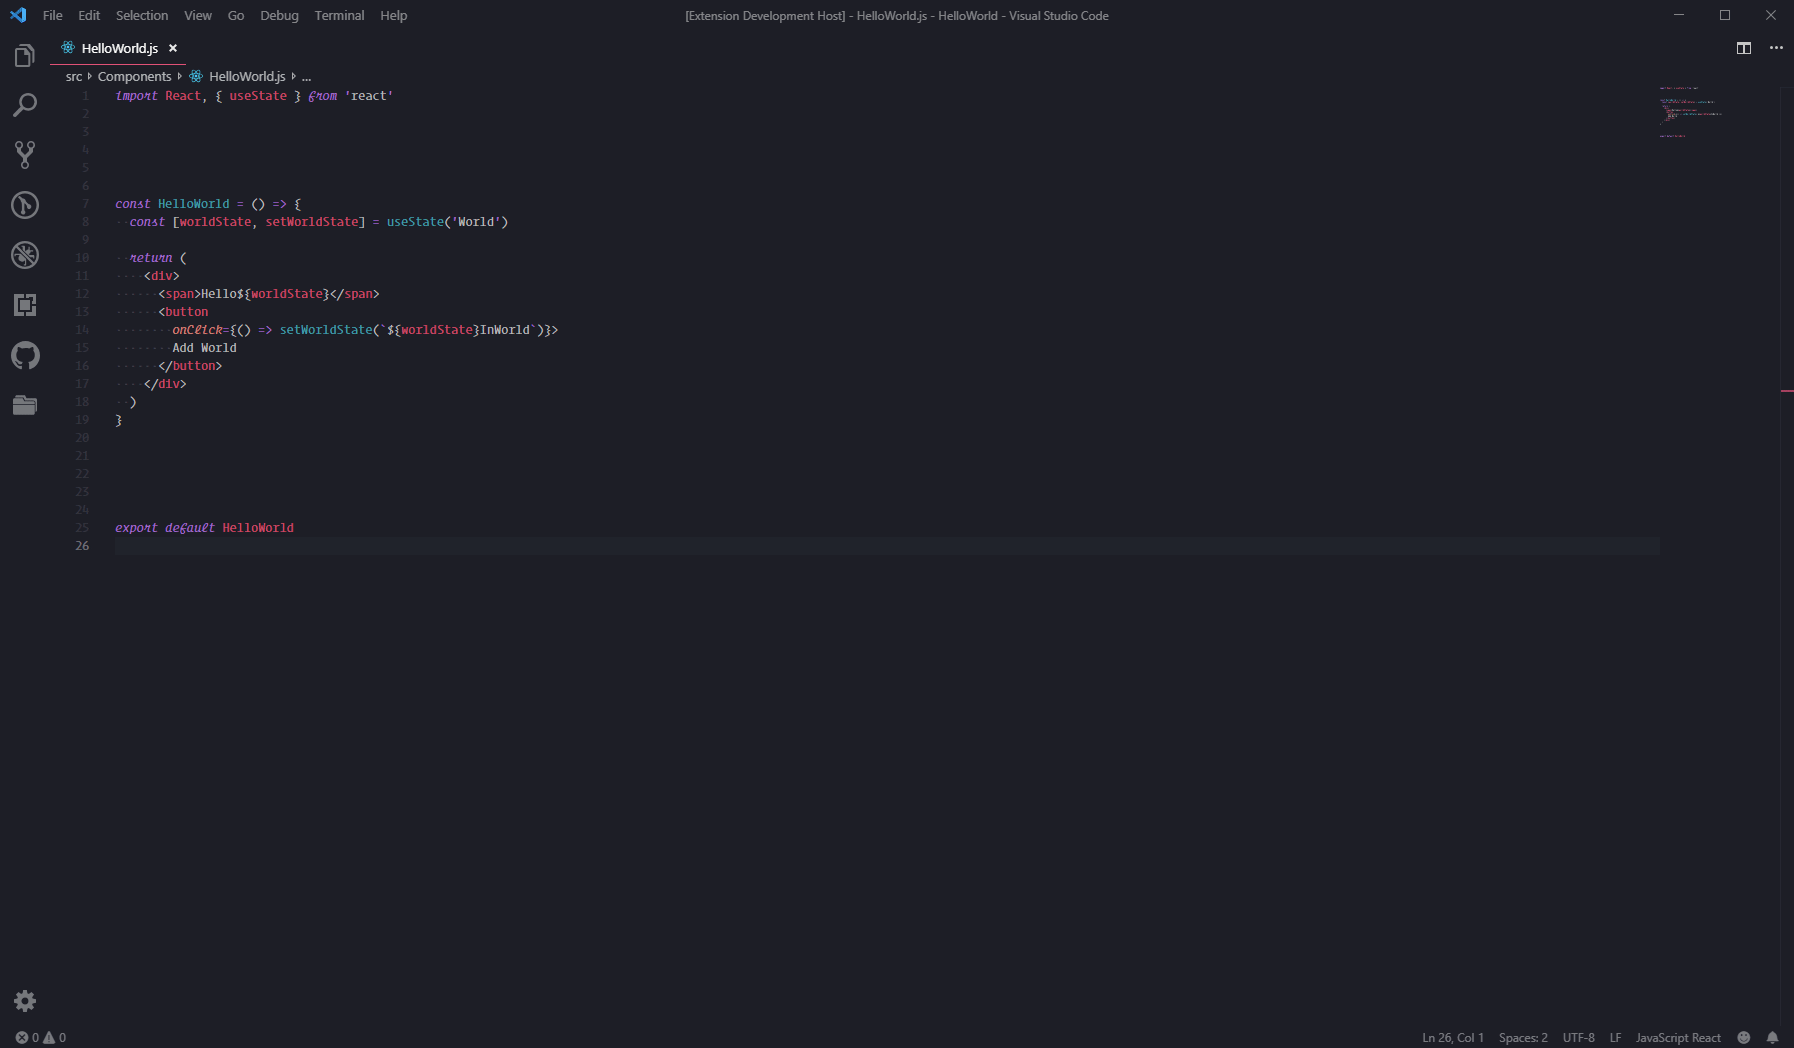 File Edit Selection View Go Debug Terminal Help [Extension Development Host] - HelloWorld.js - HelloWorld - Visual Studio Code
HelloWorld.js
src Components HelloWorld.js ...
1 import React, { useState } from 'react'
2
3
4
5
6
7 const HelloWorld = () => {
8 const [worldState, setWorldState] = useState('World')
9
10 return (
11 <div>
12 <span>Hello${worldState}</span>
13 <button
14 onClick={() => setWorldState(`${worldState}InWorld`)}>
15 Add World
16 </button>
17 </div>
18 )
19 }
20
21
22
23
24
25 export default HelloWorld
26
0 0 Ln 26, Col 1 Spaces: 2 UTF-8 LF JavaScript React